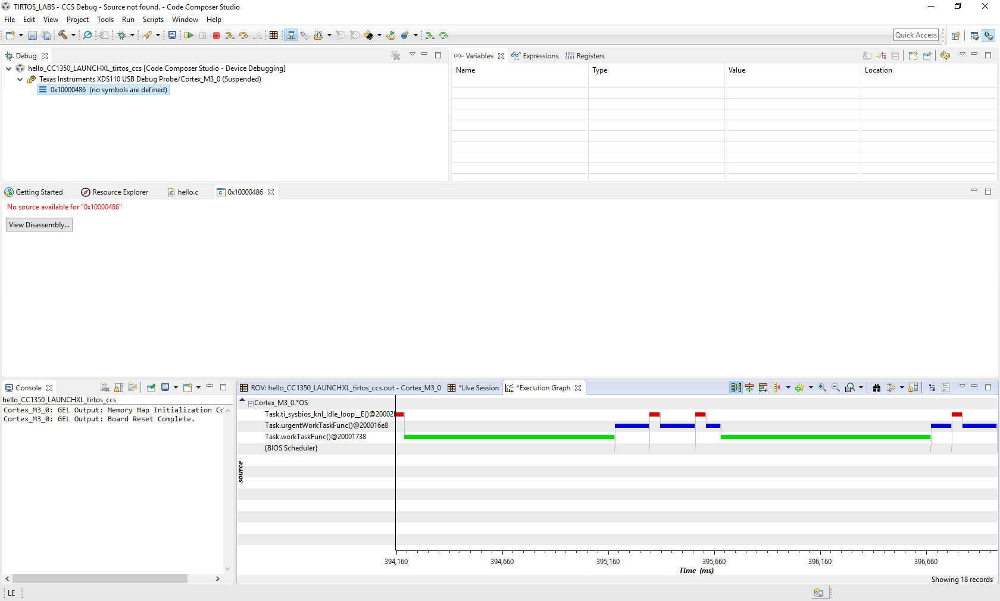 TIRTOS_LABS - CCS Debug - Source not found. - Code Composer Studio
File Edit View Project Tools Run Scripts Window Help
Quick Access
Debug
hello_CC1350_LAUNCHXL_tirtos_ccs [Code Composer Studio - Device Debugging]
Texas Instruments XDS110 USB Debug Probe/Cortex_M3_0 (Suspended)
0x10000486 (no symbols are defined)
(x)= Variables Expressions 1010 0101 Registers
Name Type Value Location
Getting Started Resource Explorer hello.c 0x10000486
No source available for "0x10000486"
View Disassembly...
Console
hello_CC1350_LAUNCHXL_tirtos_ccs
Cortex_M3_0: GEL Output: Memory Map Initialization Co
Cortex_M3_0: GEL Output: Board Reset Complete.
ROV: hello_CC1350_LAUNCHXL_tirtos_ccs.out - Cortex_M3_0 *Live Session *Execution Graph
Cortex_M3_0.*OS
Task.ti_sysbios_knl_Idle_loop__E()@20002
Task.urgentWorkTaskFunc()@200016e8
Task.workTaskFunc()@20001738
{BIOS Scheduler}
source
394,160 394,660 395,160 395,660 396,160 396,660
Time (ms)
Showing 18 records
LE